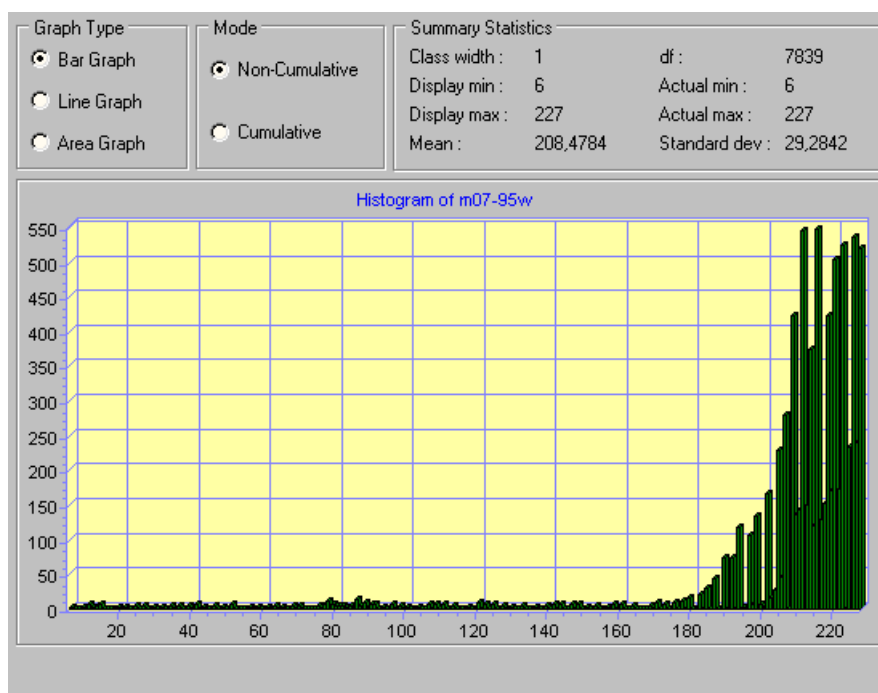 Graph Type
Bar Graph
Line Graph
Area Graph
Mode
Non-Cumulative
Cumulative
Summary Statistics
Class width : 1 df : 7839
Display min : 6 Actual min : 6
Display max : 227 Actual max : 227
Mean : 208,4784 Standard dev : 29,2842
Histogram of m07-95w
550
500
450
400
350
300
250
200
150
100
50
0
20 40 60 80 100 120 140 160 180 200 220